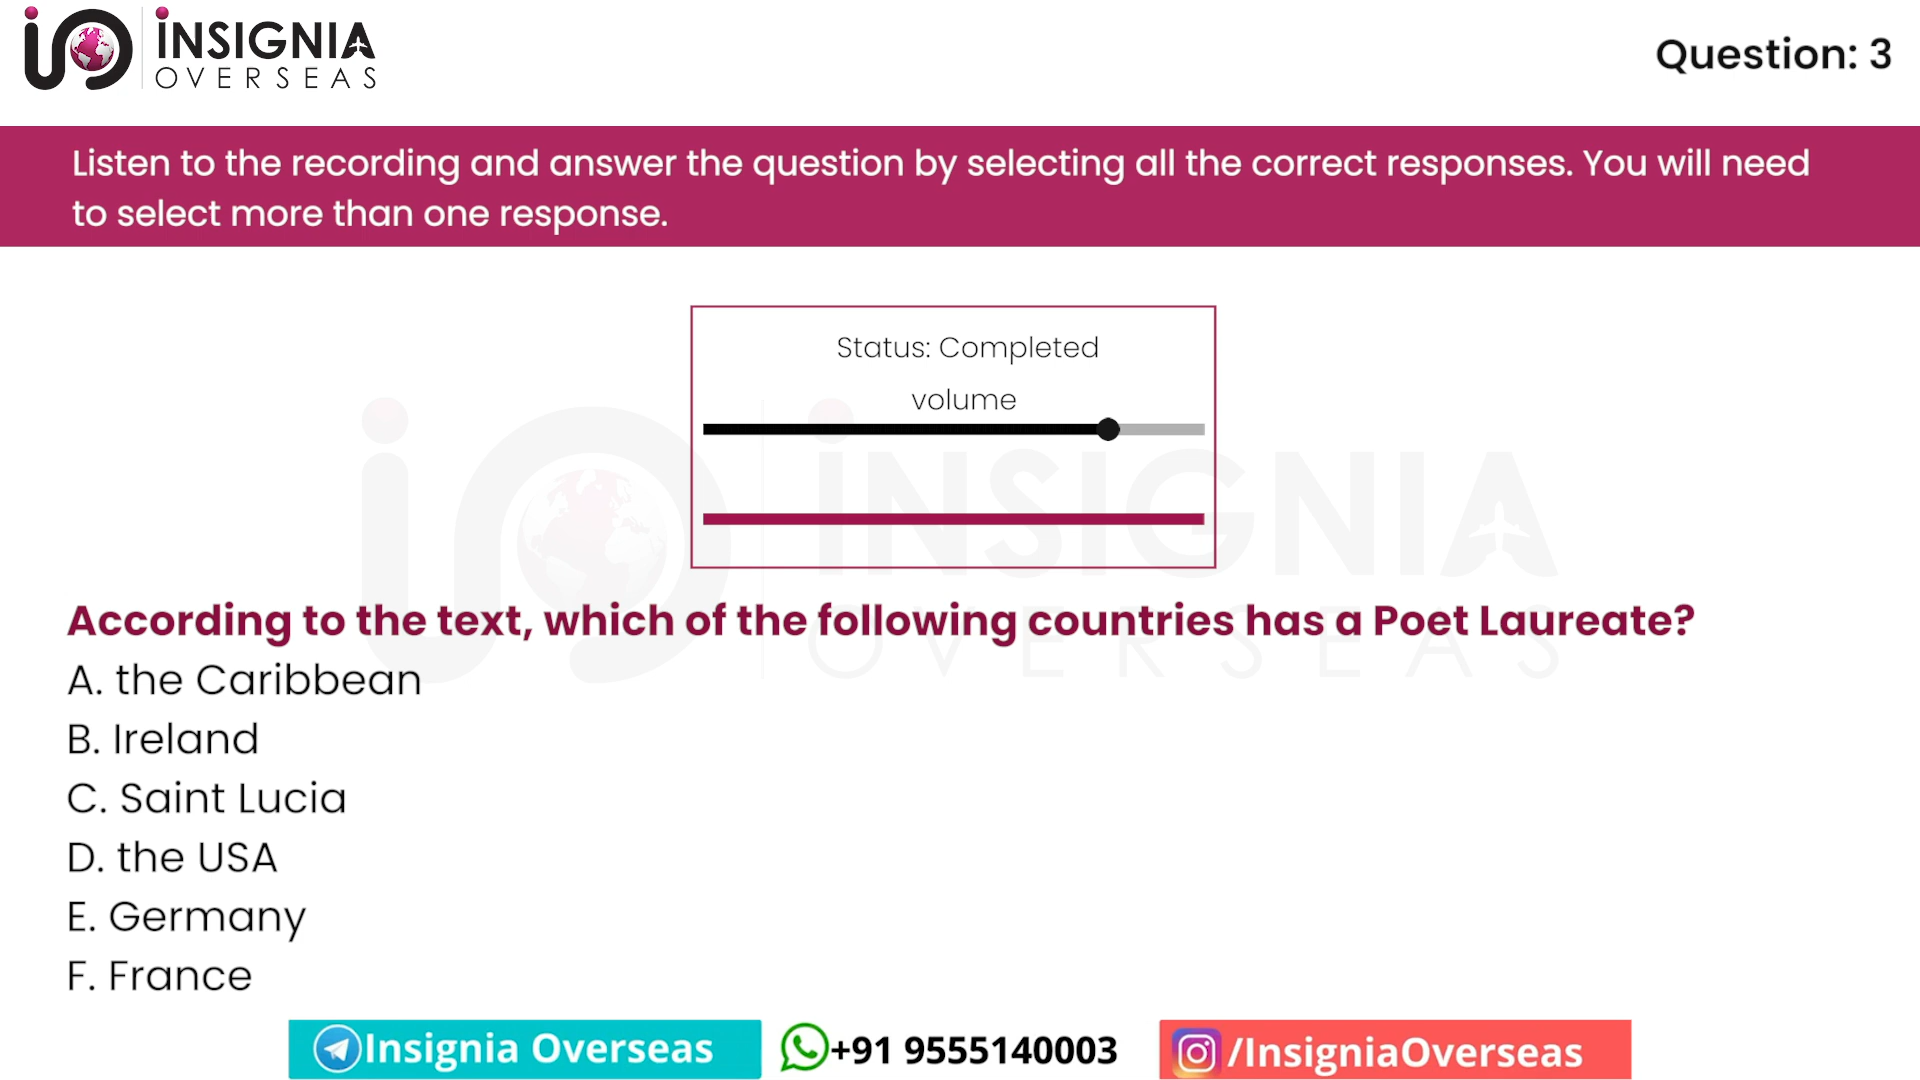 INSIGNIA
OVERSEAS
Question: 3
Listen to the recording and answer the question by selecting all the correct responses. You will need
to select more than one response.
Status: Completed
volume
INSIGNIA
OVERSEAS
According to the text, which of the following countries has a Poet Laureate?
A. the Caribbean
B. Ireland
C. Saint Lucia
D. the USA
E. Germany
F. France
Insignia Overseas
+91 9555140003
/InsigniaOverseas